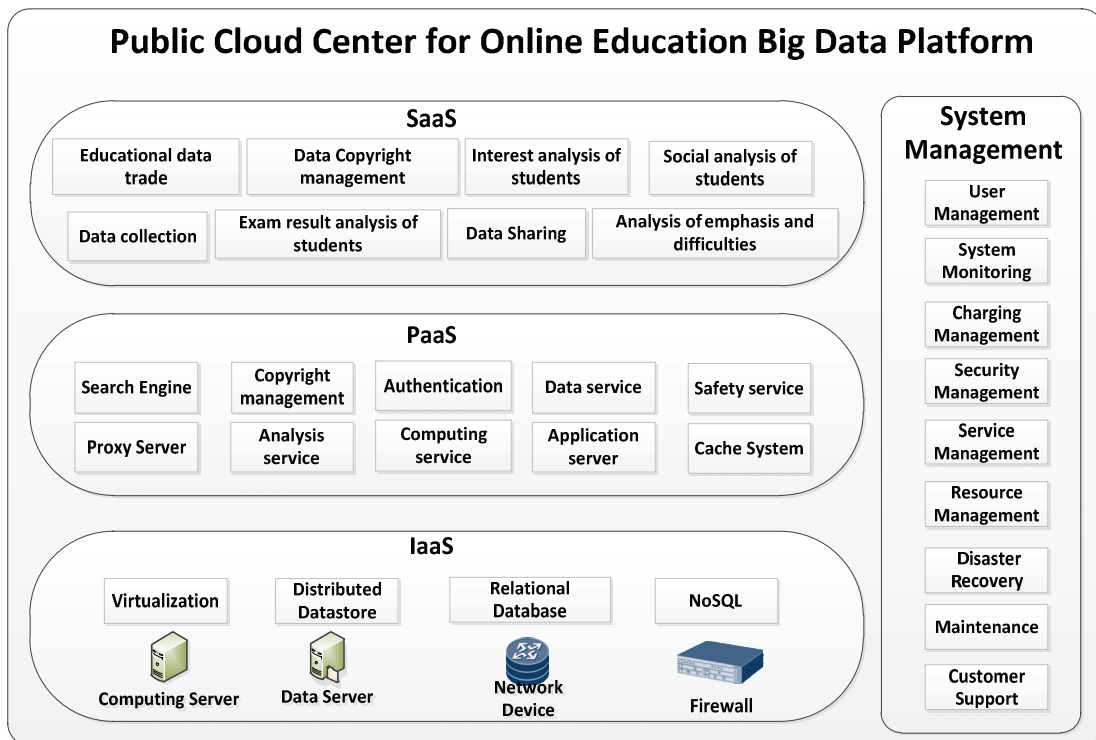 Public Cloud Center for Online Education Big Data Platform
SaaS
Educational data
trade
Data Copyright
management
Interest analysis of
students
Social analysis of
students
Data collection
Exam result analysis of
students
Data Sharing
Analysis of emphasis and
difficulties
PaaS
Search Engine
Copyright
management
Authentication
Data service
Safety service
Proxy Server
Analysis
service
Computing
service
Application
server
Cache System
IaaS
Virtualization
Distributed
Datastore
Relational
Database
NoSQL
Computing Server
Data Server
Network
Device
Firewall
System
Management
User
Management
System
Monitoring
Charging
Management
Security
Management
Service
Management
Resource
Management
Disaster
Recovery
Maintenance
Customer
Support